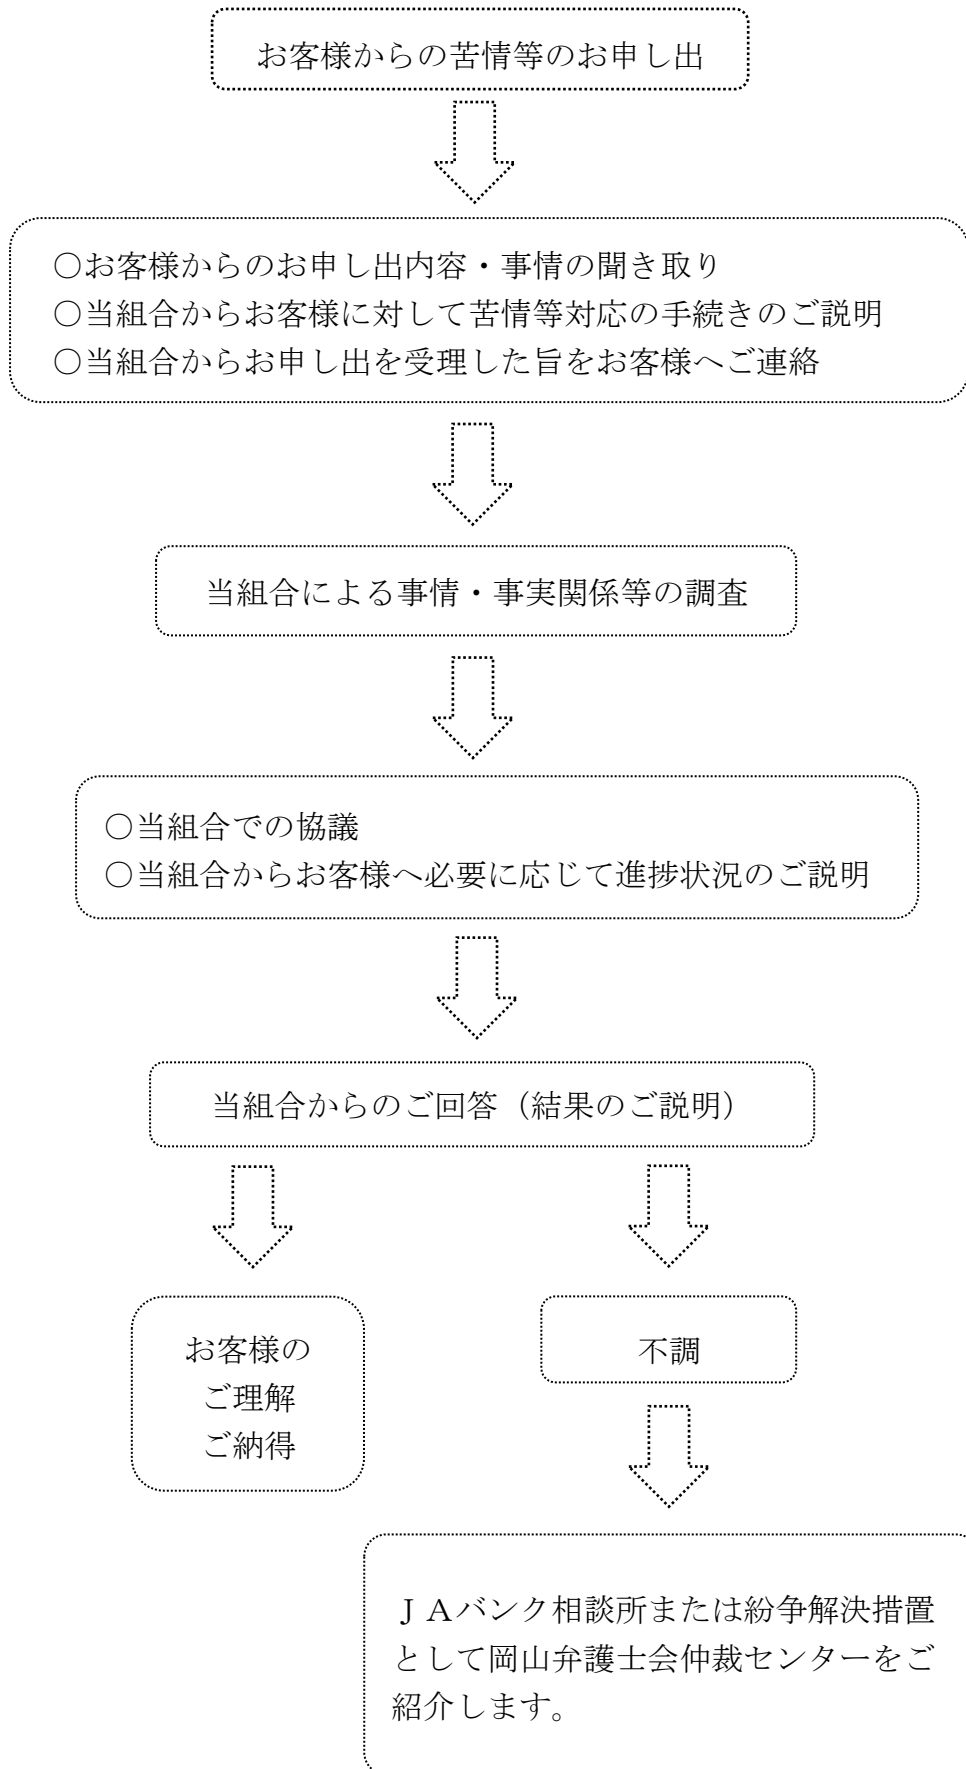 お客様からの苦情等のお申し出
○お客様からのお申し出内容・事情の聞き取り
○当組合からお客様に対して苦情等対応の手続きのご説明
○当組合からお申し出を受理した旨をお客様へご連絡
当組合による事情・事実関係等の調査
○当組合での協議
○当組合からお客様へ必要に応じて進捗状況のご説明
当組合からのご回答（結果のご説明）
お客様の
ご理解
ご納得
不調
ＪＡバンク相談所または紛争解決措置
として岡山弁護士会仲裁センターをご
紹介します。